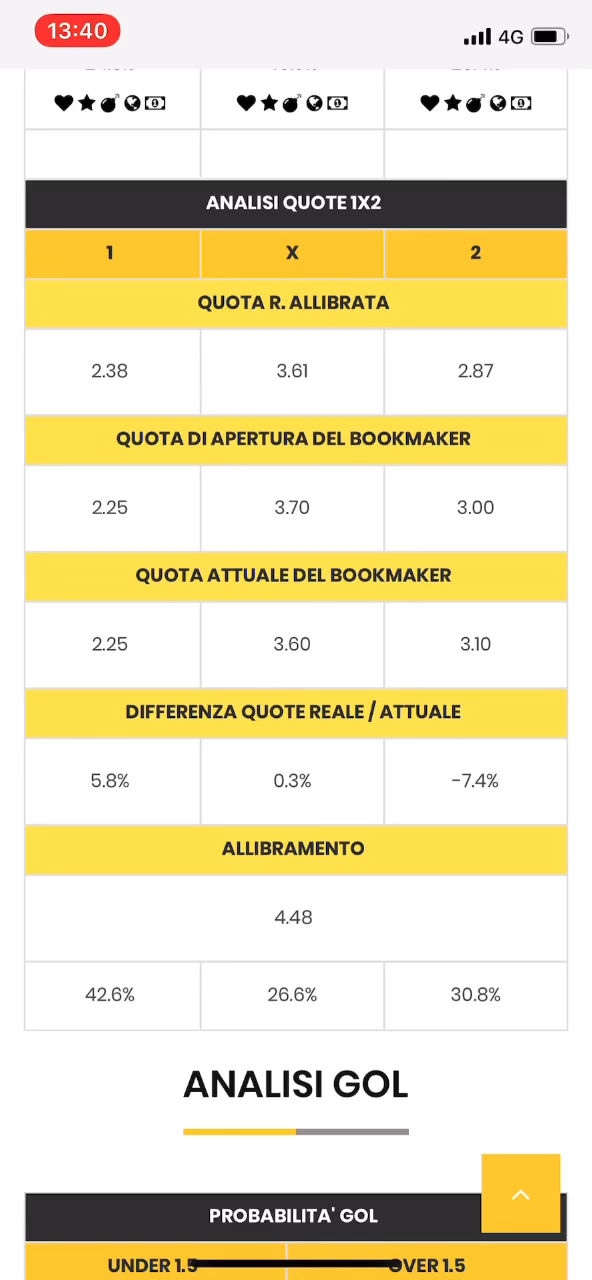 13:40
4G
ANALISI QUOTE 1X2
1 X 2
QUOTA R. ALLIBRATA
2.38 3.61 2.87
QUOTA DI APERTURA DEL BOOKMAKER
2.25 3.70 3.00
QUOTA ATTUALE DEL BOOKMAKER
2.25 3.60 3.10
DIFFERENZA QUOTE REALE / ATTUALE
5.8% 0.3% -7.4%
ALLIBRAMENTO
4.48
42.6% 26.6% 30.8%
ANALISI GOL
PROBABILITA' GOL
UNDER 1.5 OVER 1.5